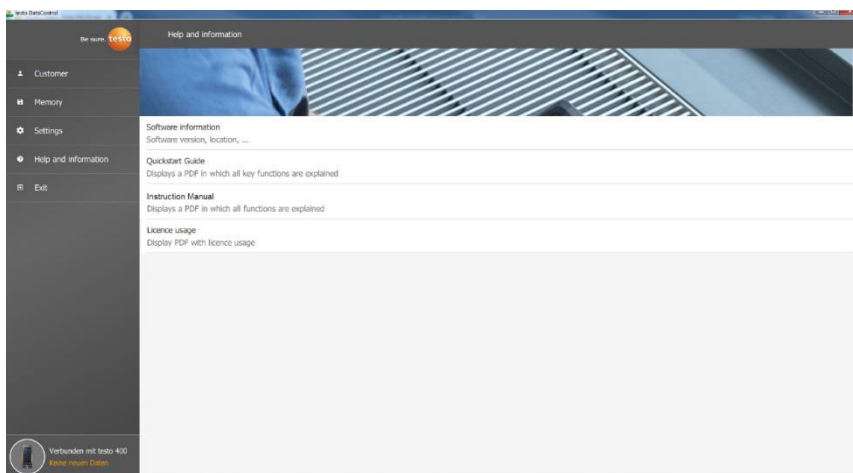 testo DataControl
Be sure. testo
Help and information
Customer
Memory
Settings
Help and information
Exit
Software information
Software version, location, ...
Quickstart Guide
Displays a PDF in which all key functions are explained
Instruction Manual
Displays a PDF in which all functions are explained
Licence usage
Display PDF with licence usage
Verbunden mit testo 400
Keine neuen Daten